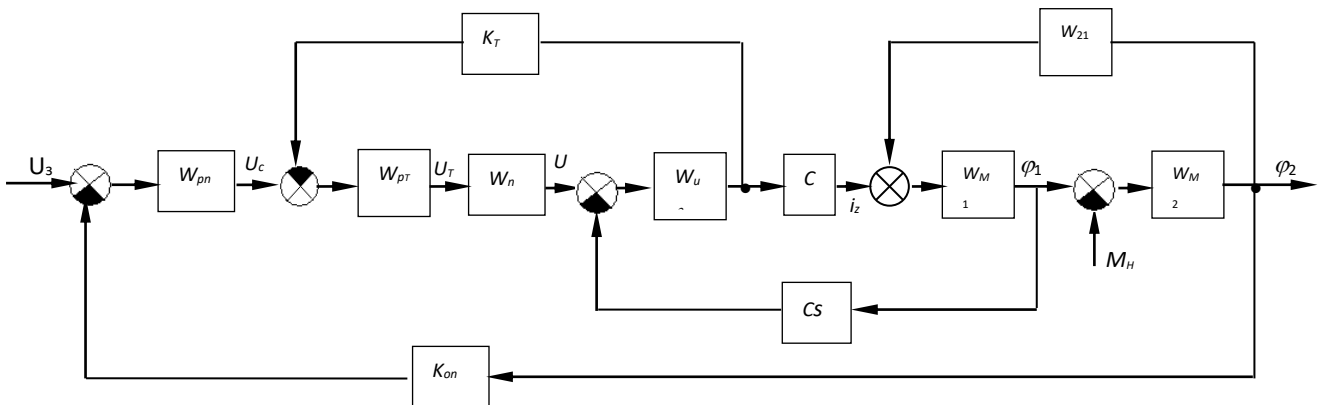 K_T
W_21
U_3
W_pn
U_c
W_pT
U_T
W_n
U
W_u
C
i_z
W_M
1
φ_1
W_M
2
φ_2
M_H
CS
K_on